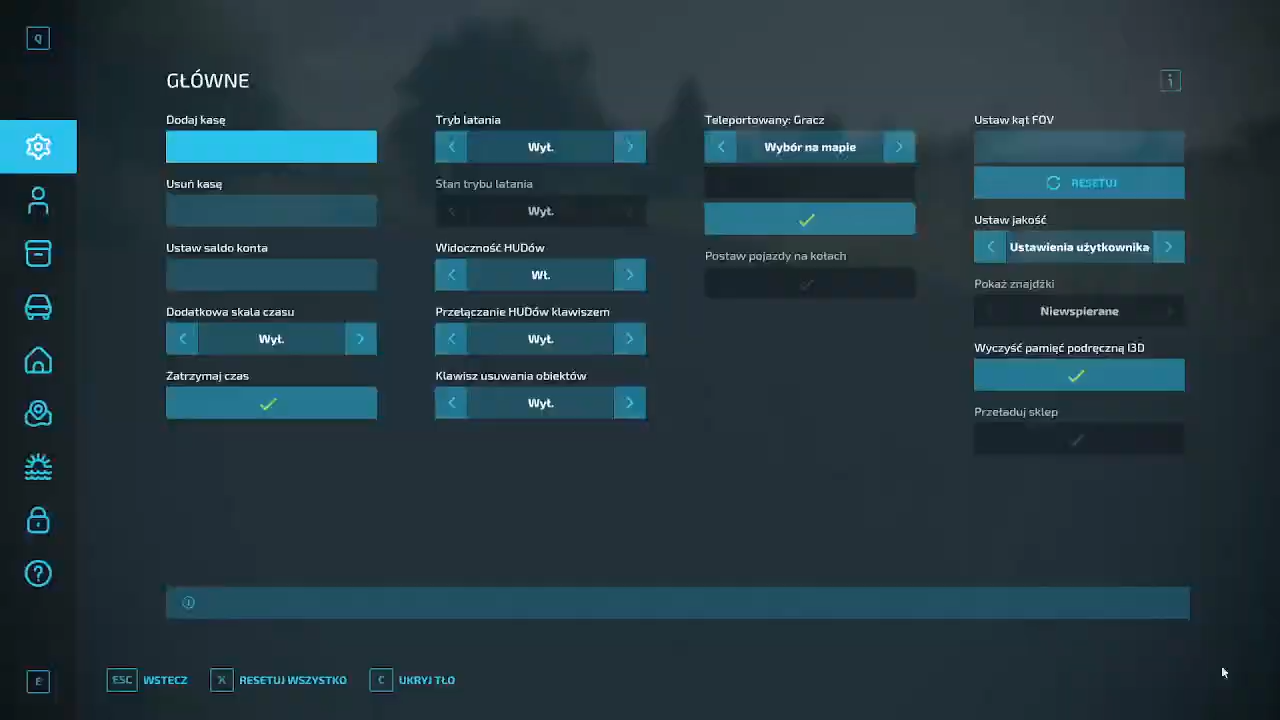 Q
GŁÓWNE
Dodaj kasę
Usuń kasę
Ustaw saldo konta
Dodatkowa skala czasu
Wył.
Zatrzymaj czas
Tryb latania
Wył.
Stan trybu latania
Wył.
Widoczność HUDów
Wł.
Przełączanie HUDów klawiszem
Wył.
Klawisz usuwania obiektów
Wył.
Teleportowany: Gracz
Wybór na mapie
Postaw pojazdy na kołach
Ustaw kąt FOV
RESETUJ
Ustaw jakość
Ustawienia użytkownika
Pokaż znajdźki
Niewspierane
Wyczyść pamięć podręczną I3D
Przeładuj sklep
E
ESC WSTECZ X RESETUJ WSZYSTKO C UKRYJ TŁO